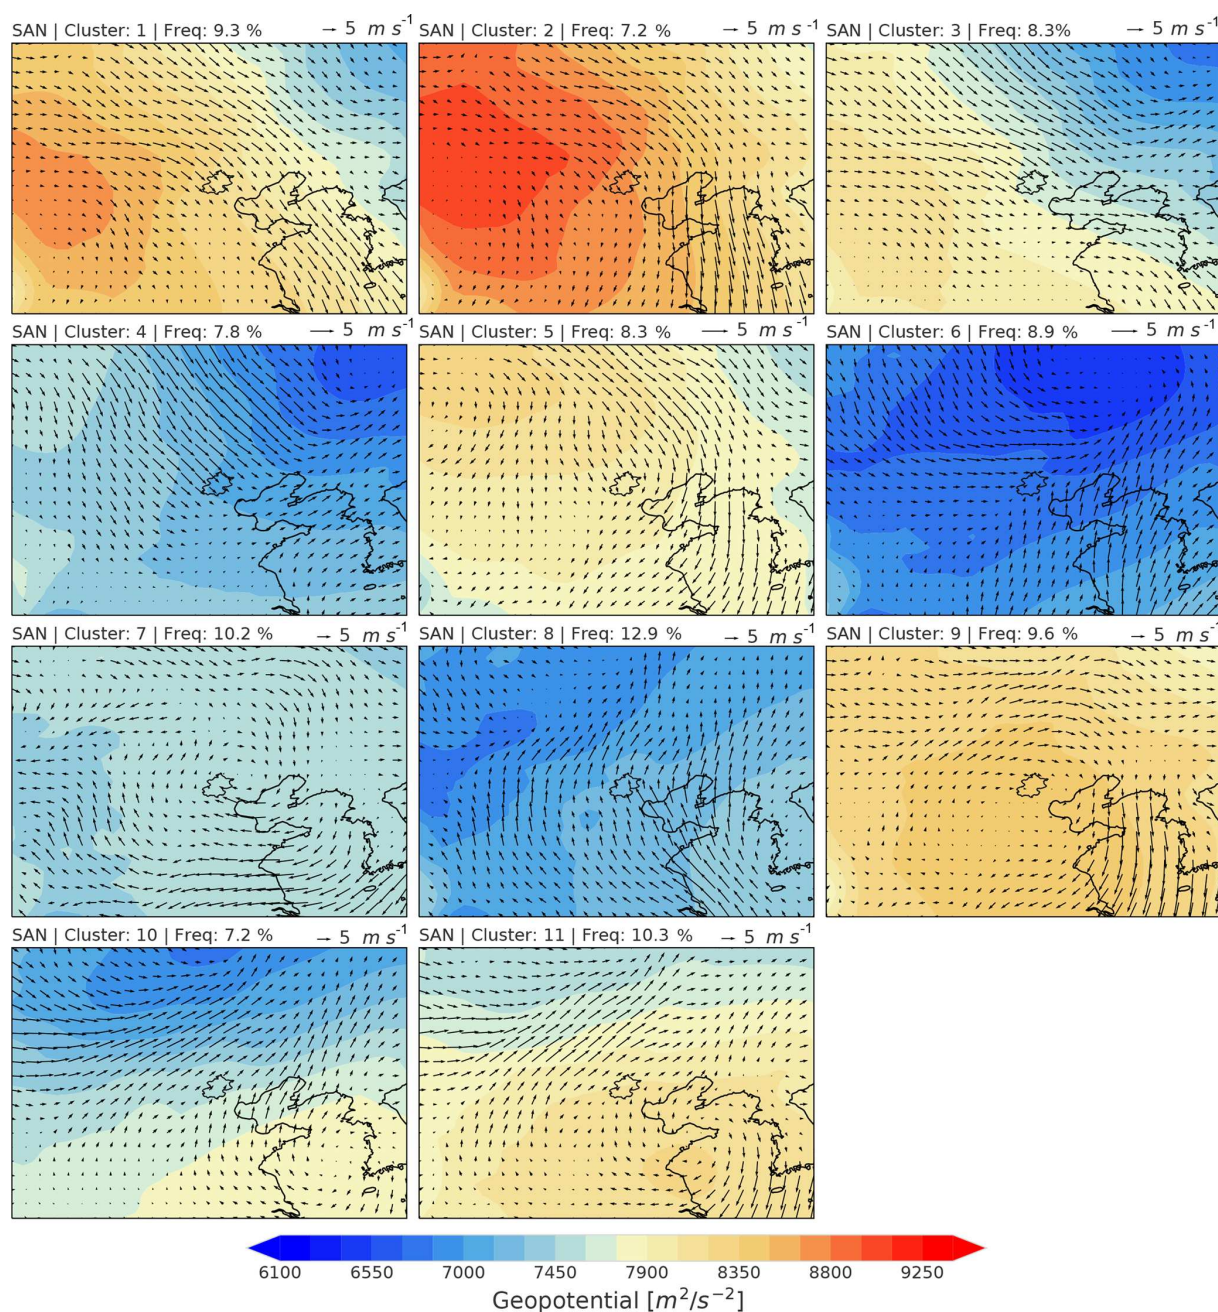 SAN | Cluster: 1 | Freq: 9.3 % → 5 m s⁻¹
SAN | Cluster: 2 | Freq: 7.2 % → 5 m s⁻¹
SAN | Cluster: 3 | Freq: 8.3% → 5 m s⁻¹
SAN | Cluster: 4 | Freq: 7.8 % → 5 m s⁻¹
SAN | Cluster: 5 | Freq: 8.3 % → 5 m s⁻¹
SAN | Cluster: 6 | Freq: 8.9 % → 5 m s⁻¹
SAN | Cluster: 7 | Freq: 10.2 % → 5 m s⁻¹
SAN | Cluster: 8 | Freq: 12.9 % → 5 m s⁻¹
SAN | Cluster: 9 | Freq: 9.6 % → 5 m s⁻¹
SAN | Cluster: 10 | Freq: 7.2 % → 5 m s⁻¹
SAN | Cluster: 11 | Freq: 10.3 % → 5 m s⁻¹
6100 6550 7000 7450 7900 8350 8800 9250
Geopotential [m²/s⁻²]